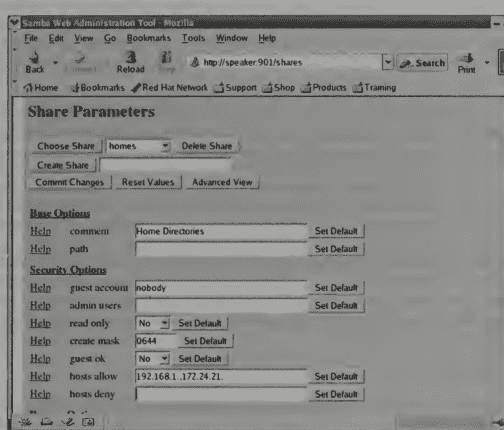 Samba Web Administration Tool - Mozilla
File Edit View Go Bookmarks Tools Window Help
Back Reload http://speaker:901/shares Search Print
Home Bookmarks Red Hat Network Support Shop Products Training
Share Parameters
Choose Share homes Delete Share
Create Share
Commit Changes Reset Values Advanced View
Base Options
Help comment Home Directories Set Default
Help path Set Default
Security Options
Help guest account nobody Set Default
Help admin users Set Default
Help read only No Set Default
Help create mask 0644 Set Default
Help guest ok No Set Default
Help hosts allow 192.168.1.,172.24.21. Set Default
Help hosts deny Set Default